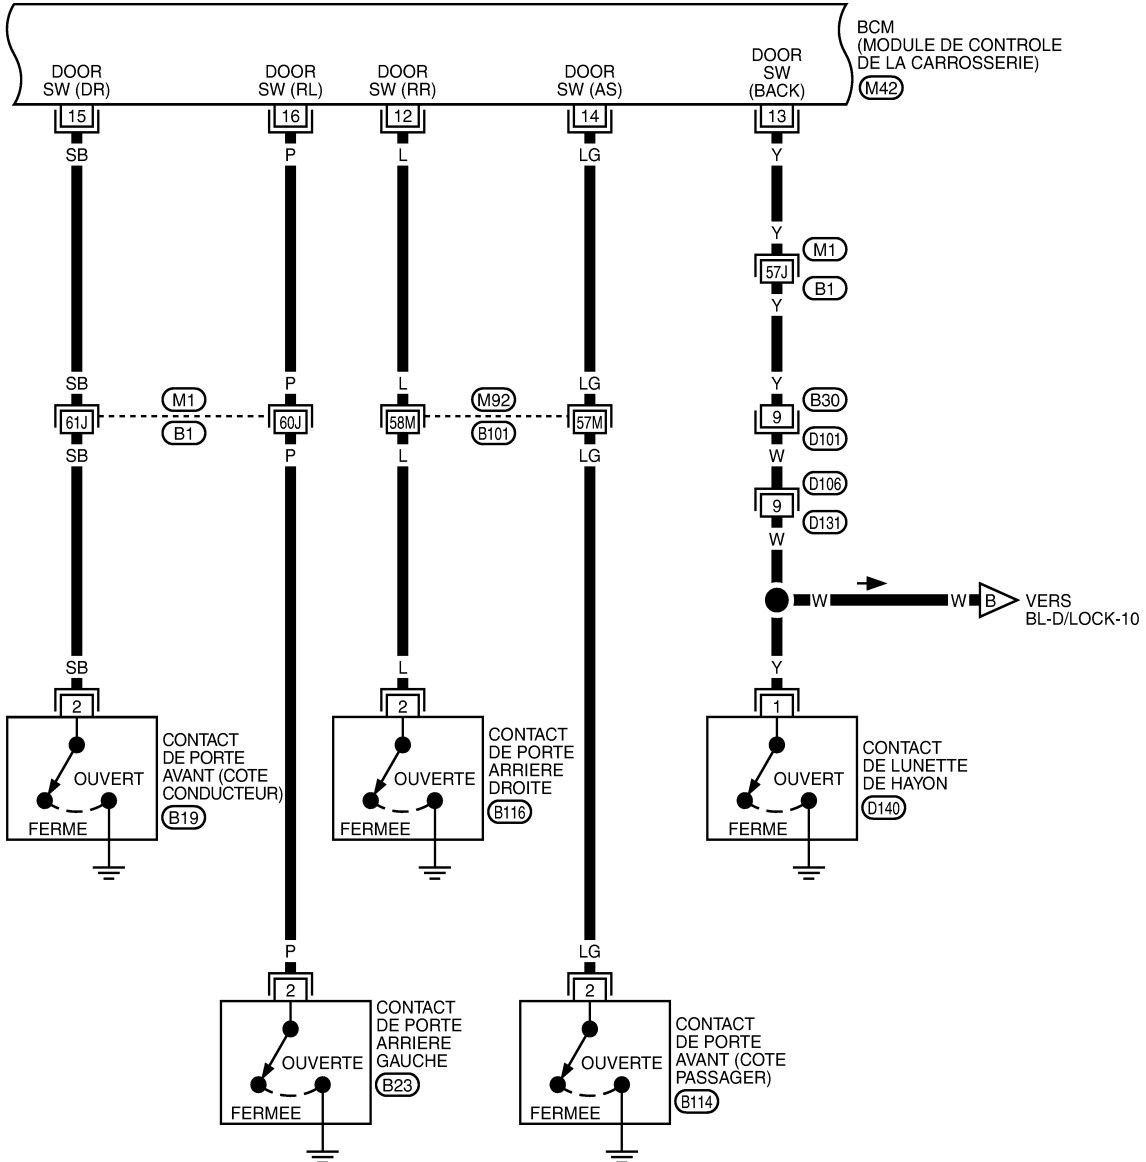 BCM
(MODULE DE CONTROLE
DE LA CARROSSERIE)
M42
DOOR
SW (DR)
DOOR
SW (RL)
DOOR
SW (RR)
DOOR
SW (AS)
DOOR
SW
(BACK)
15
16
12
14
13
SB
P
L
LG
Y
Y
M1
57J
B1
Y
SB
P
L
LG
Y
M1
M92
B30
61J
60J
58M
57M
9
B1
B101
D101
SB
P
L
LG
W
D106
9
D131
W
W
W
B
VERS
BL-D/LOCK-10
SB
L
Y
2
2
1
CONTACT
DE PORTE
AVANT (COTE
CONDUCTEUR)
B19
OUVERT
FERME
CONTACT
DE PORTE
ARRIERE
DROITE
B116
OUVERTE
FERMEE
CONTACT
DE LUNETTE
DE HAYON
D140
OUVERT
FERME
P
LG
2
2
CONTACT
DE PORTE
ARRIERE
GAUCHE
B23
OUVERTE
FERMEE
CONTACT
DE PORTE
AVANT (COTE
PASSAGER)
B114
OUVERTE
FERMEE